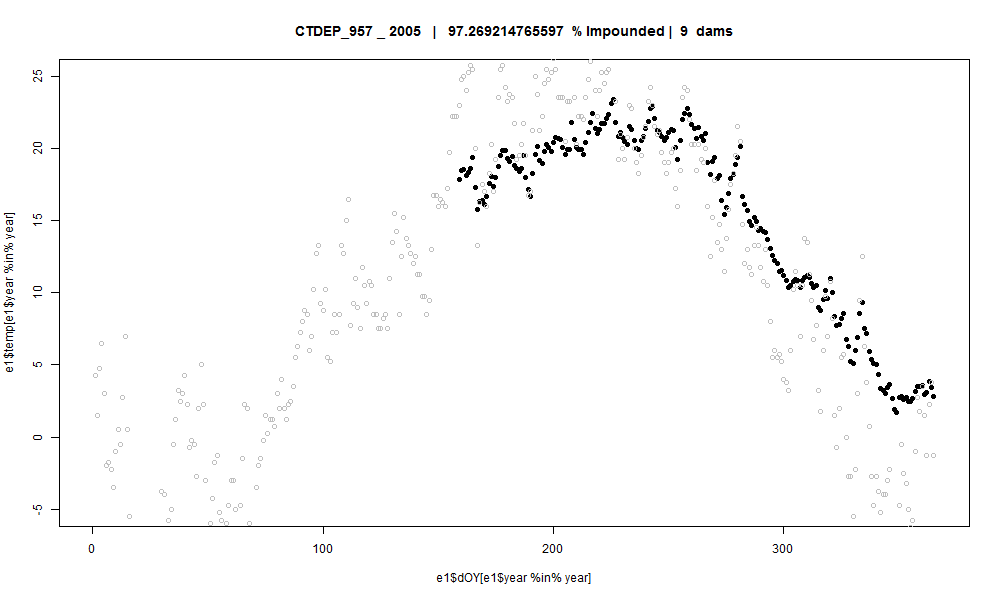 CTDEP_957 _ 2005 | 97.269214765597 % Impounded | 9 dams
e1$temp[e1$year %in% year]
25
20
15
10
5
0
-5
0 100 200 300
e1$dOY[e1$year %in% year]